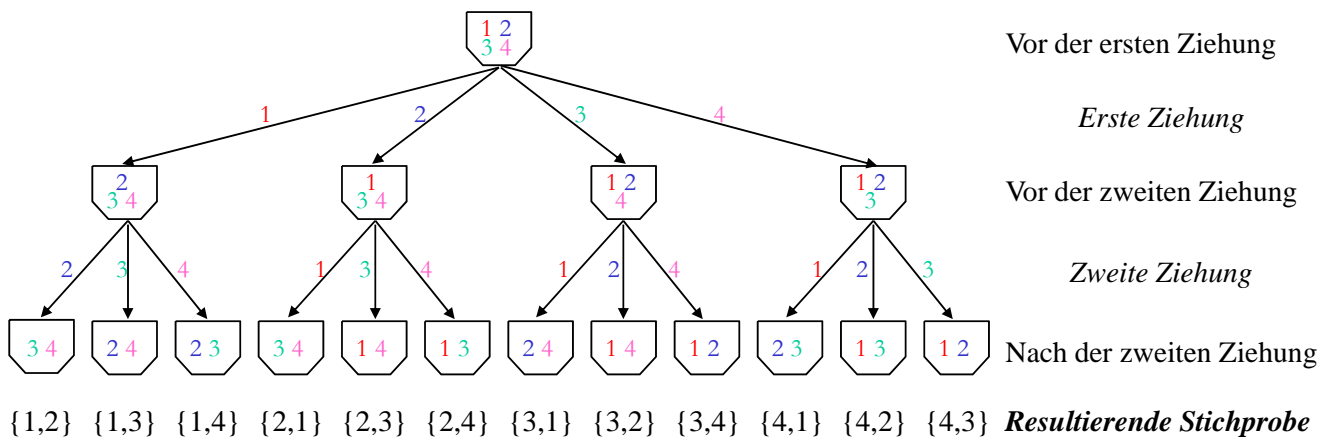 1 2
3 4
Vor der ersten Ziehung
1 2 3 4 Erste Ziehung
2 1 1 2 1 2
3 4 3 4 4 3
Vor der zweiten Ziehung
2 3 4 1 3 4 1 2 4 1 2 3 Zweite Ziehung
3 4 2 4 2 3 3 4 1 4 1 3 2 4 1 4 1 2 2 3 1 3 1 2 Nach der zweiten Ziehung
{1,2} {1,3} {1,4} {2,1} {2,3} {2,4} {3,1} {3,2} {3,4} {4,1} {4,2} {4,3} Resultierende Stichprobe